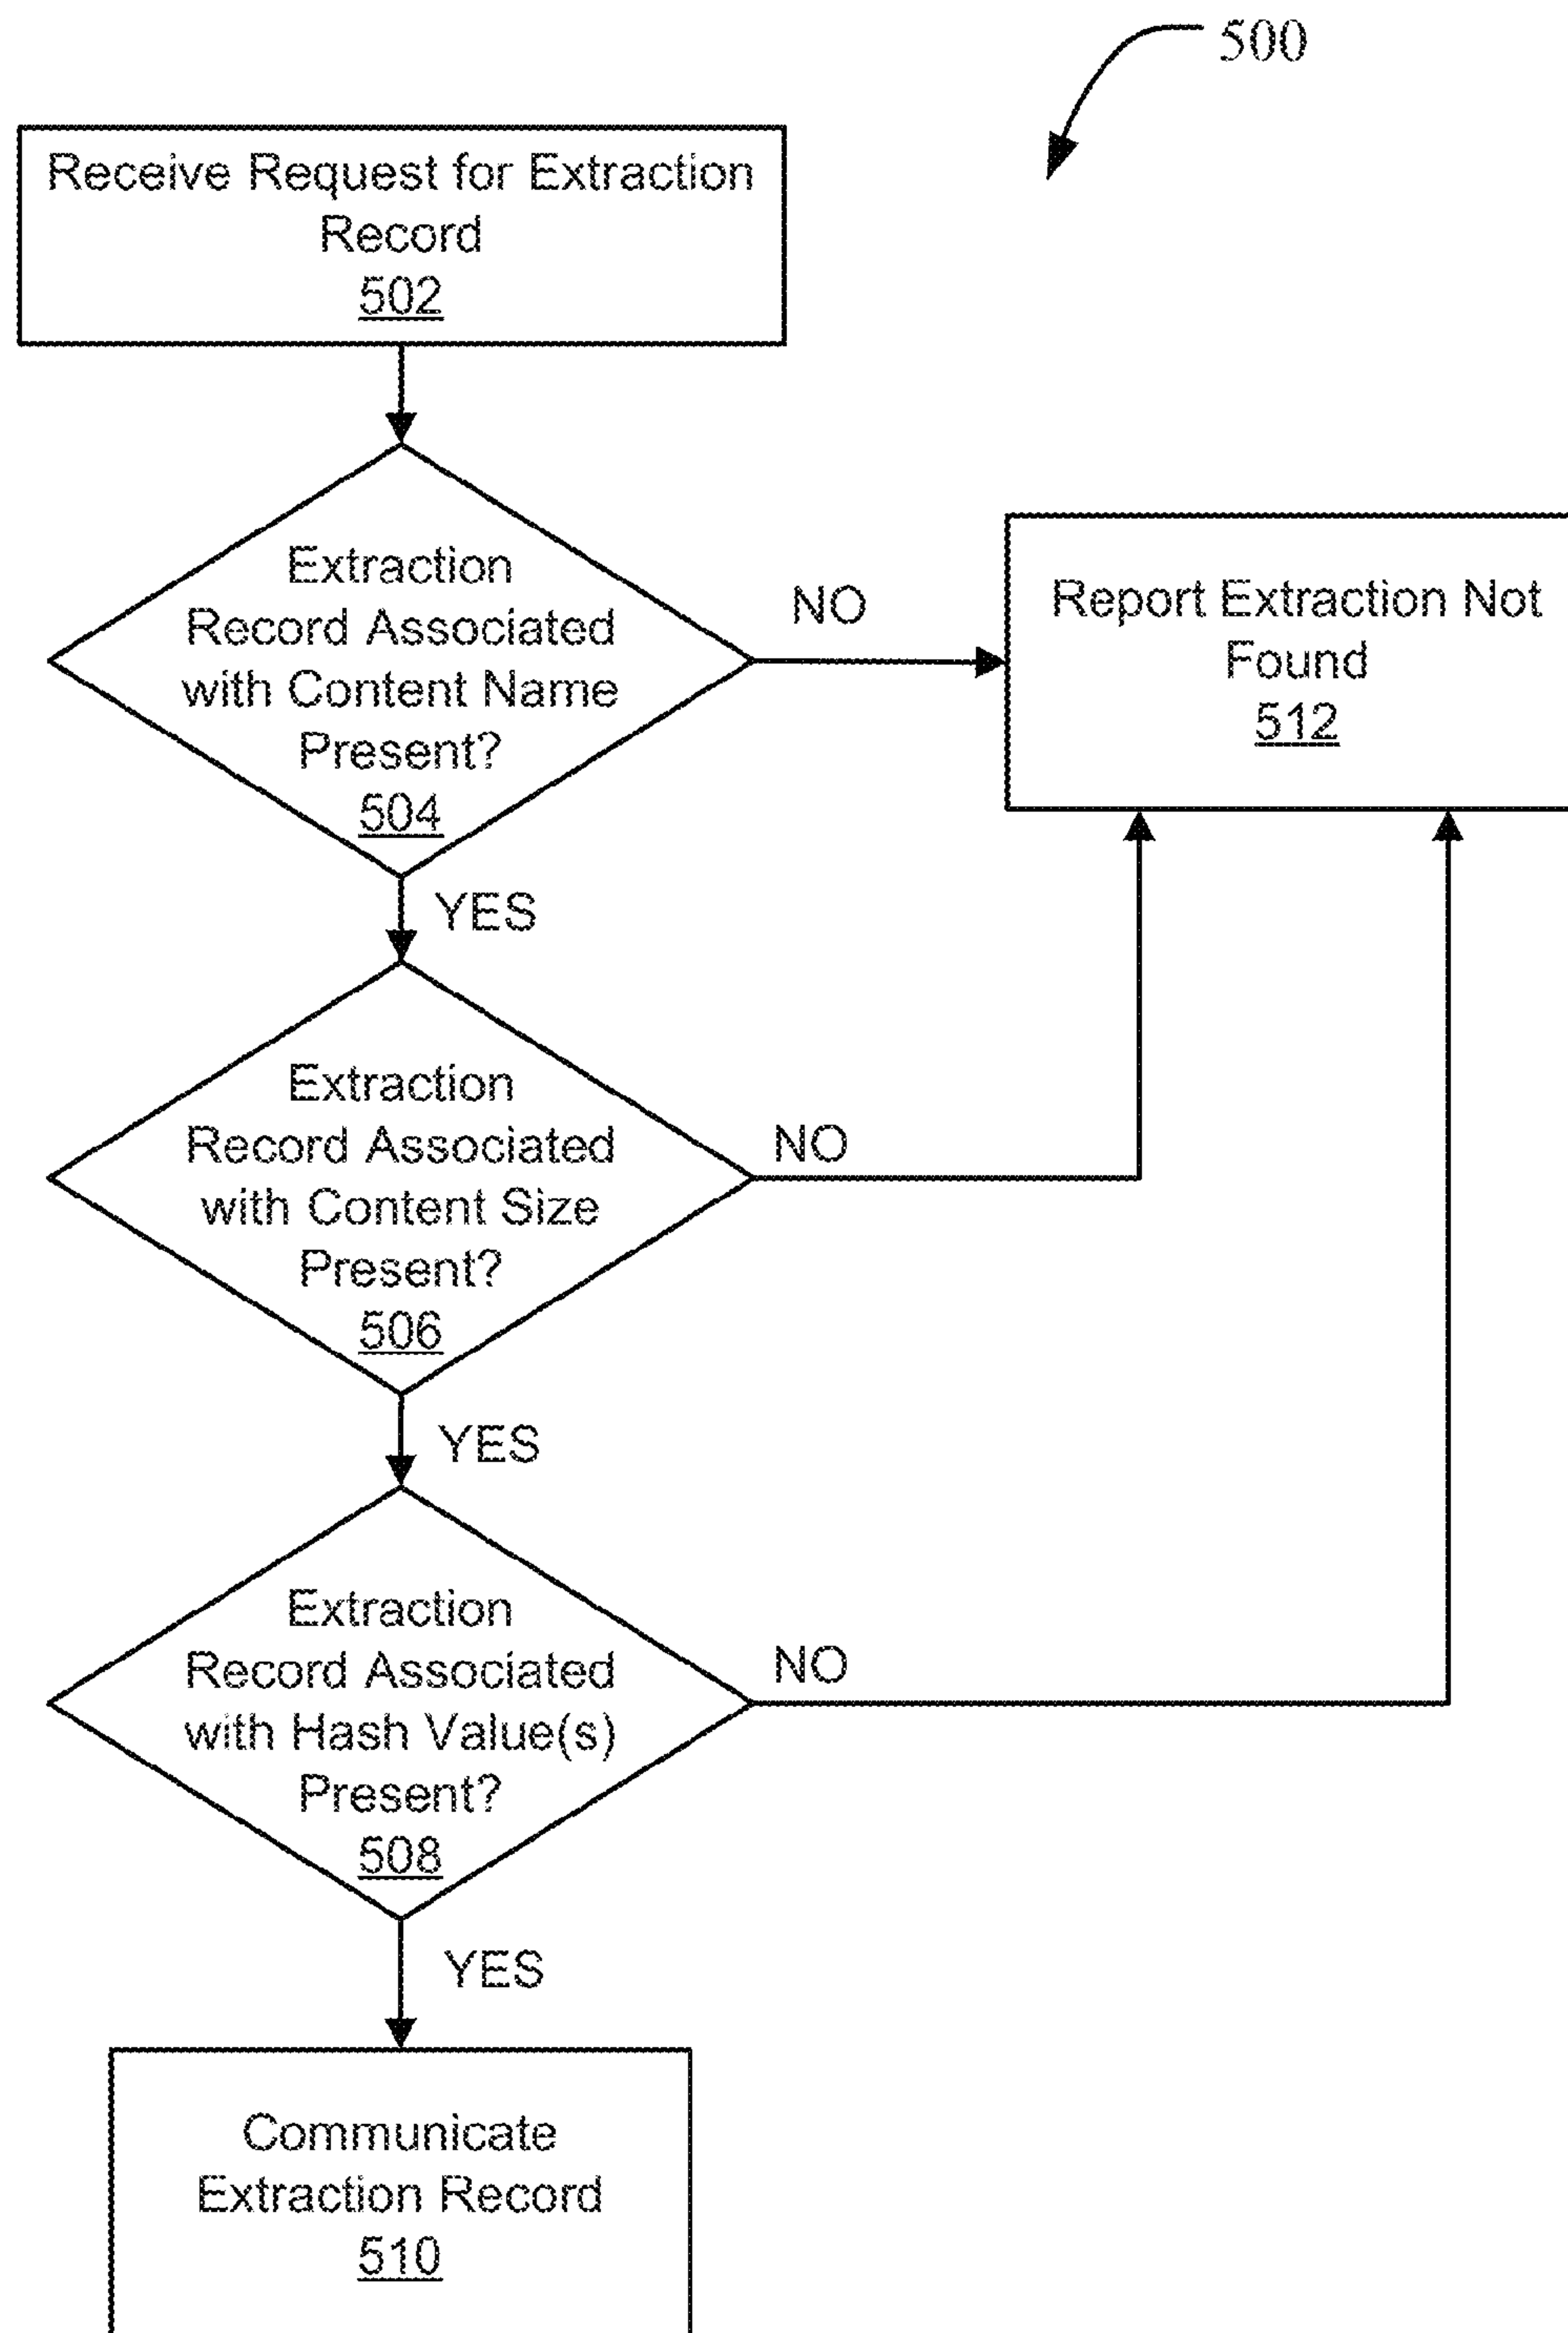 500
Receive Request for Extraction
Record
502
Extraction
Record Associated
with Content Name
Present?
504
NO
Report Extraction Not
Found
512
YES
Extraction
Record Associated
with Content Size
Present?
506
NO
YES
Extraction
Record Associated
with Hash Value(s)
Present?
508
NO
YES
Communicate
Extraction Record
510